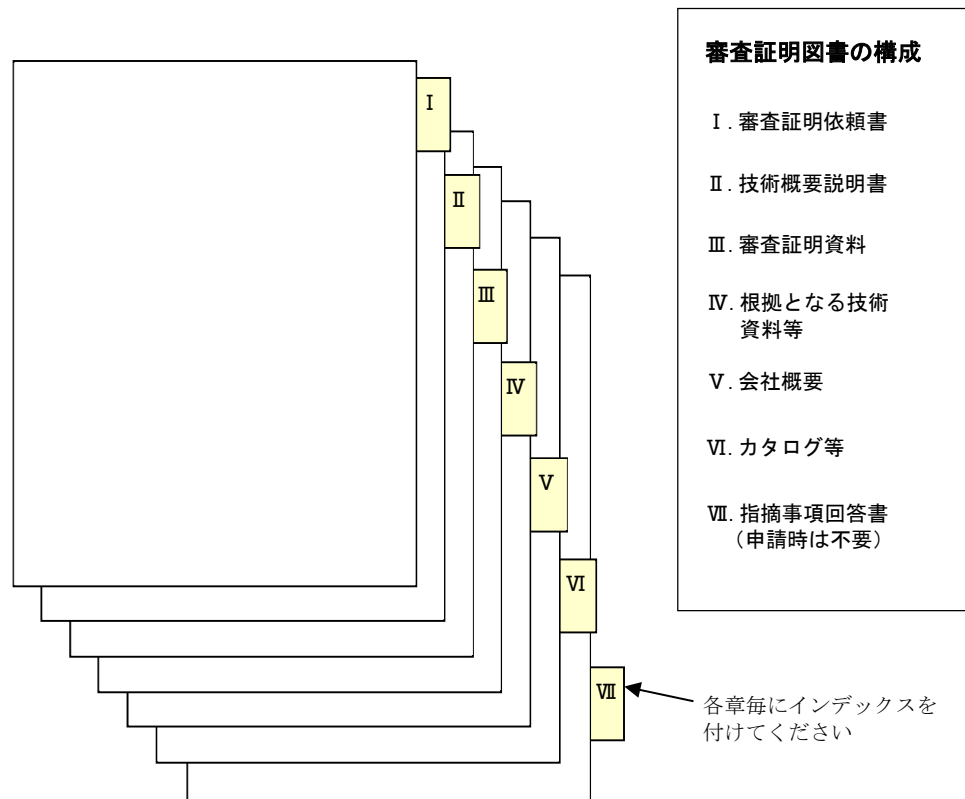 Ⅰ
Ⅱ
Ⅲ
Ⅳ
Ⅴ
Ⅵ
Ⅶ
審査証明図書の構成
Ⅰ. 審査証明依頼書
Ⅱ. 技術概要説明書
Ⅲ. 審査証明資料
Ⅳ. 根拠となる技術
資料等
Ⅴ. 会社概要
Ⅵ. カタログ等
Ⅶ. 指摘事項回答書
（申請時は不要）
各章毎にインデックスを
付けてください